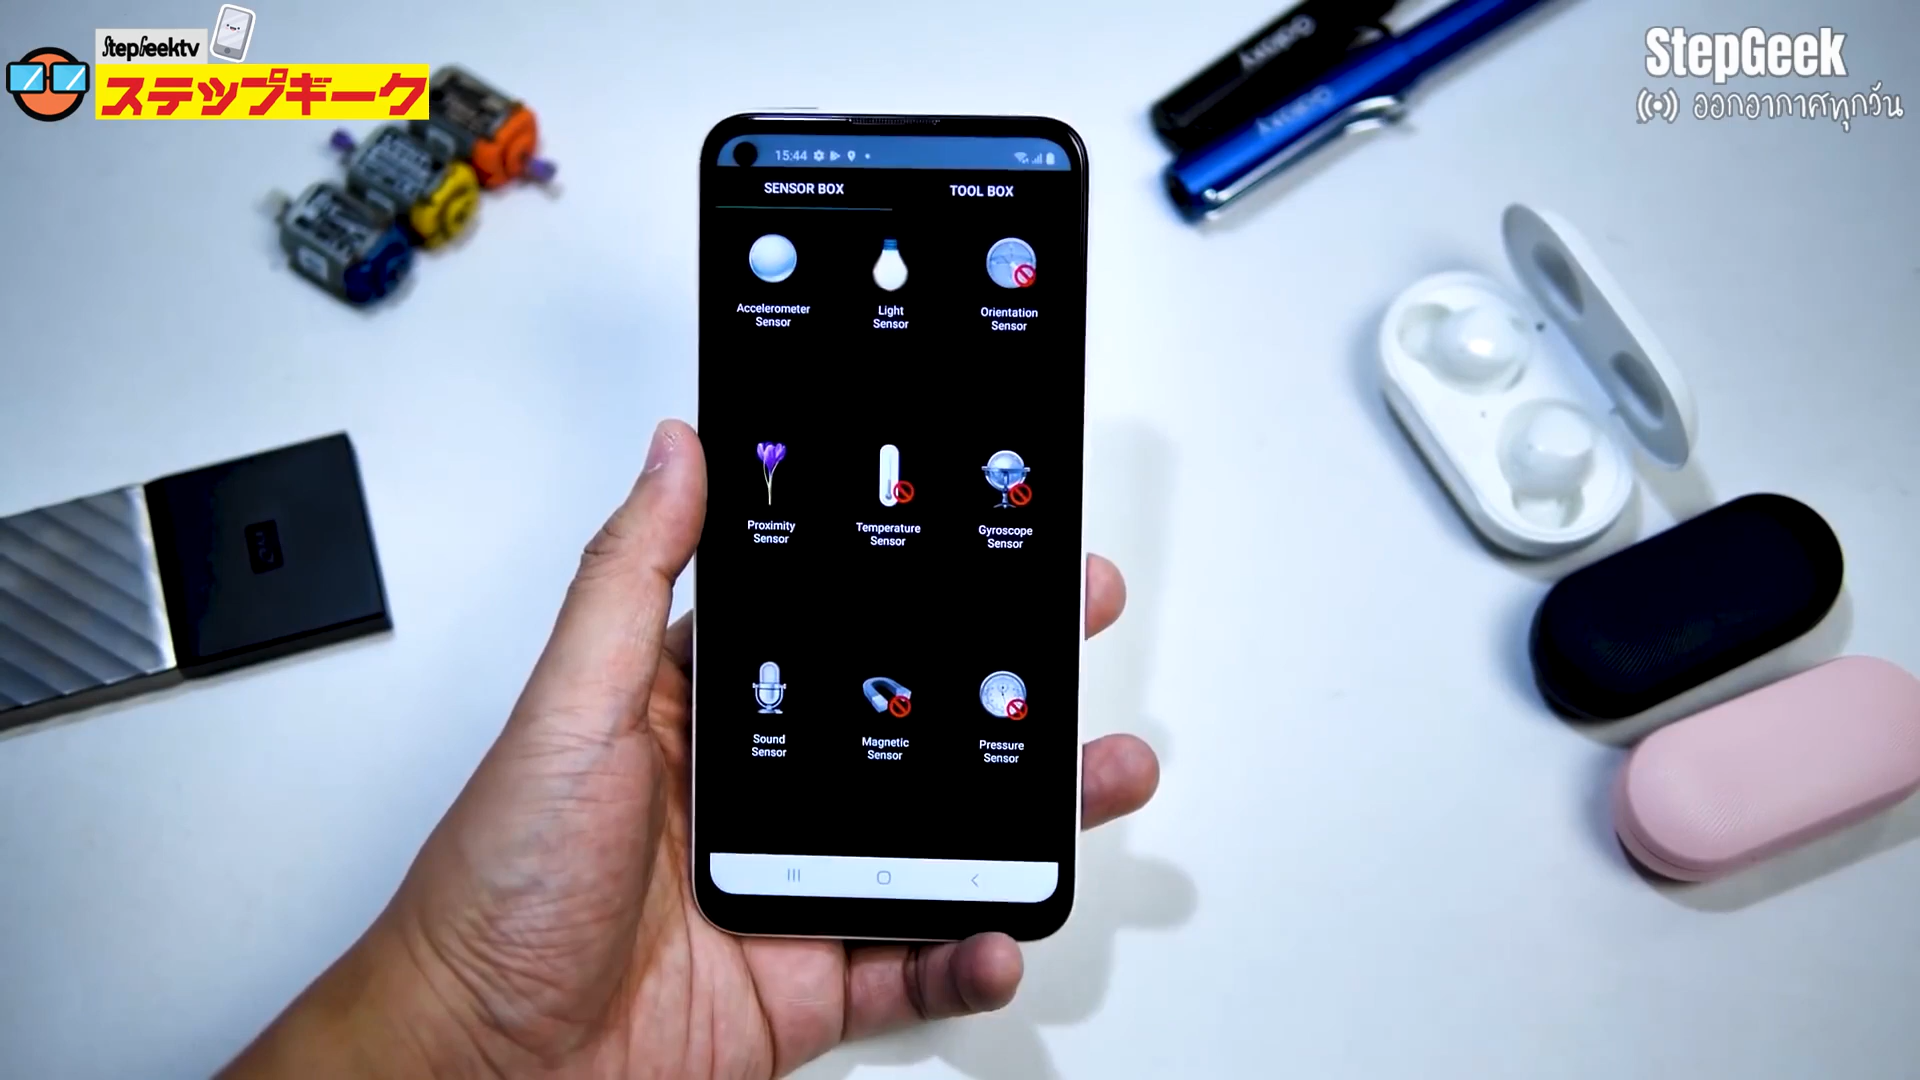 StepGeektv
ステップギーク
StepGeek
ออกอากาศทุกวัน
15:44
SENSOR BOX
TOOL BOX
Accelerometer
Sensor
Light
Sensor
Orientation
Sensor
Proximity
Sensor
Temperature
Sensor
Gyroscope
Sensor
Sound
Sensor
Magnetic
Sensor
Pressure
Sensor